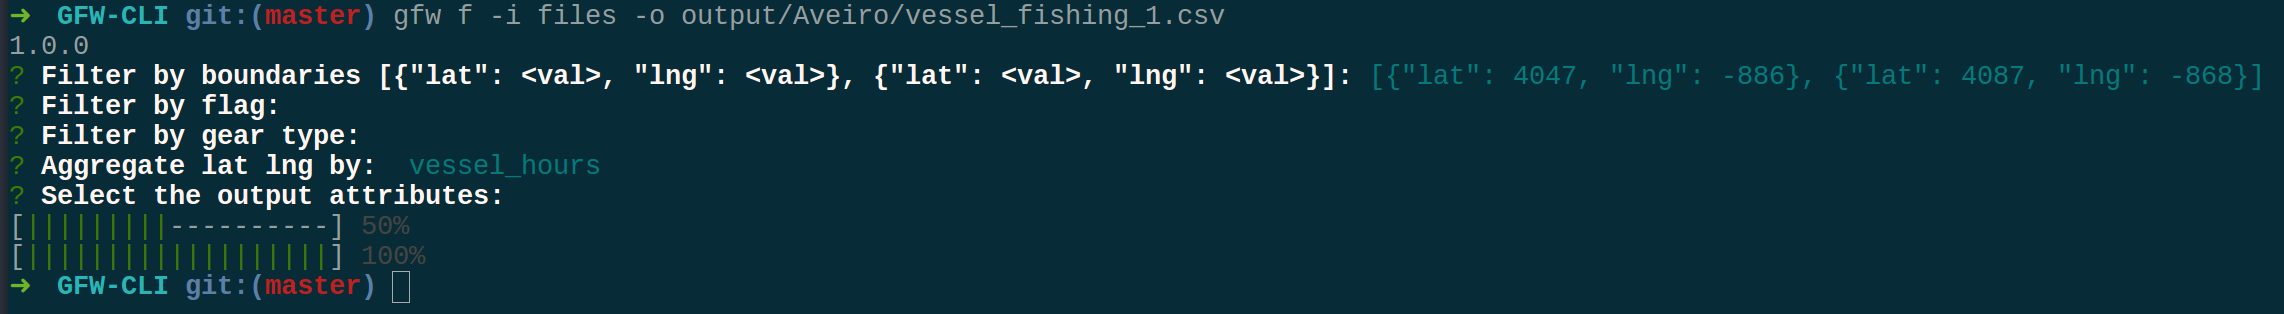 ➜  GFW-CLI git:(master) gfw f -i files -o output/Aveiro/vessel_fishing_1.csv
1.0.0
? Filter by boundaries [{"lat": <val>, "lng": <val>}, {"lat": <val>, "lng": <val>}]: [{"lat": 4047, "lng": -886}, {"lat": 4087, "lng": -868}]
? Filter by flag:
? Filter by gear type:
? Aggregate lat lng by:  vessel_hours
? Select the output attributes:
[|||||||||----------] 50%
[|||||||||||||||||||] 100%
➜  GFW-CLI git:(master)